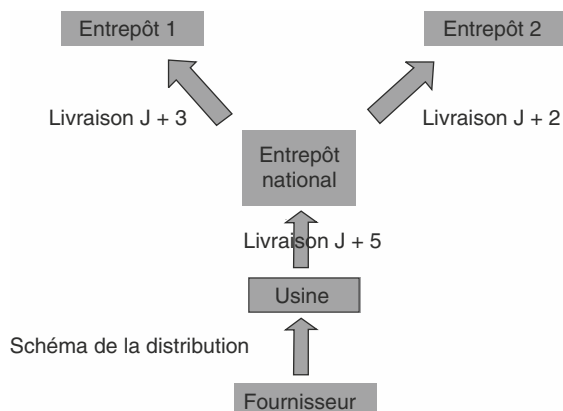 Entrepôt 1
Entrepôt 2
Livraison J + 3
Livraison J + 2
Entrepôt
national
Livraison J + 5
Usine
Schéma de la distribution
Fournisseur